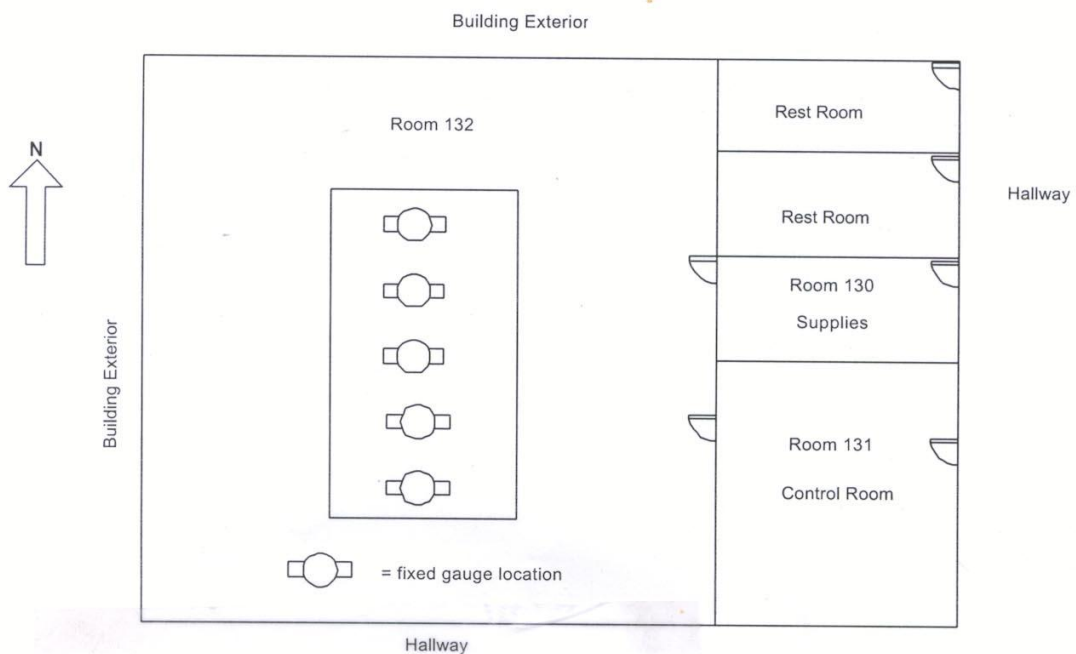 Building Exterior
Rest Room
Room 132
N
Hallway
Rest Room
Room 130
Supplies
Building Exterior
Room 131
Control Room
= fixed gauge location
Hallway